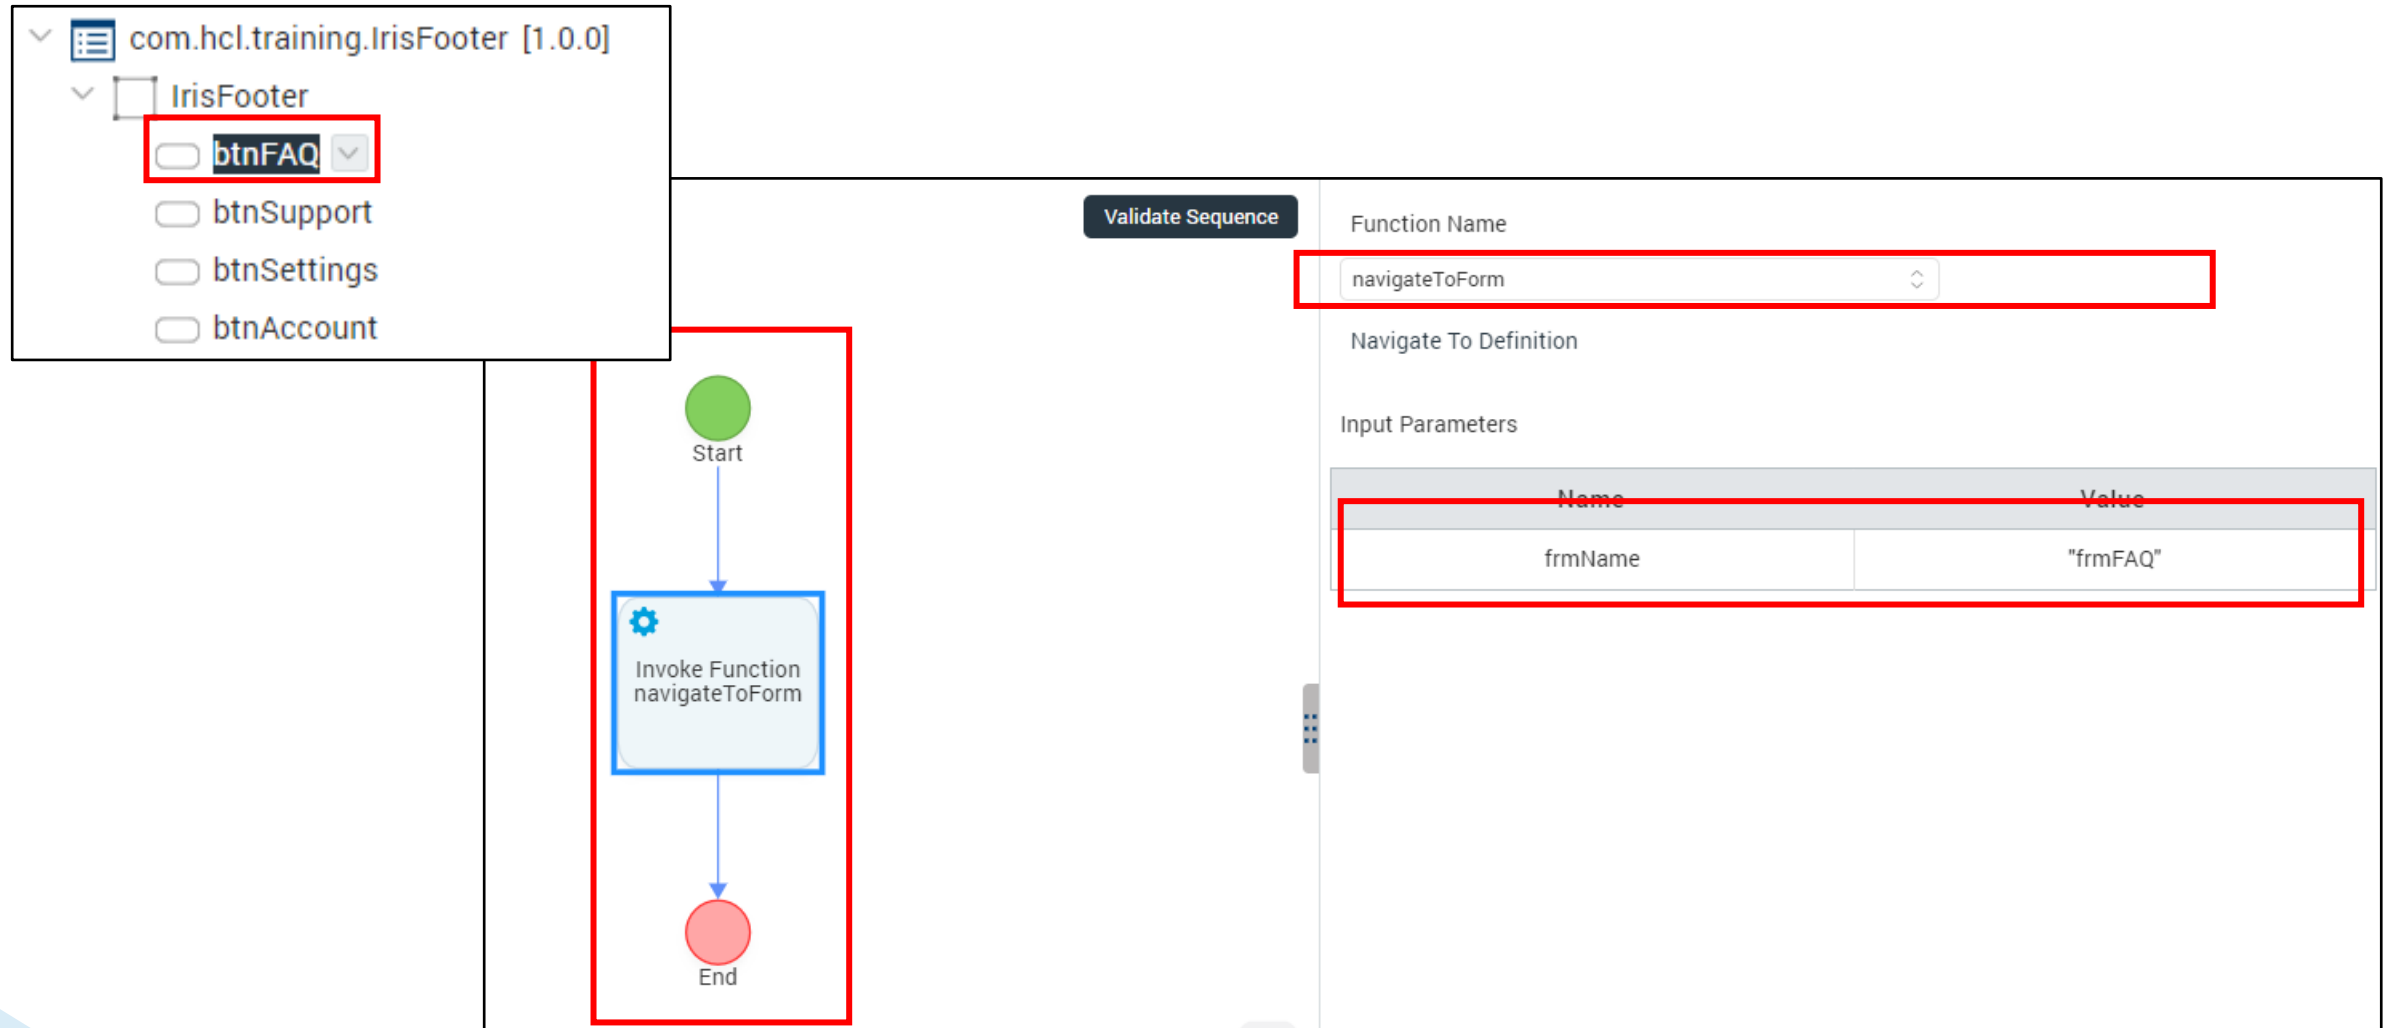 com.hcl.training.IrisFooter [1.0.0]
IrisFooter
btnFAQ
btnSupport
btnSettings
btnAccount
Validate Sequence
Start
Invoke Function
navigateToForm
End
Function Name
navigateToForm
Navigate To Definition
Input Parameters
Name Value
frmName "frmFAQ"